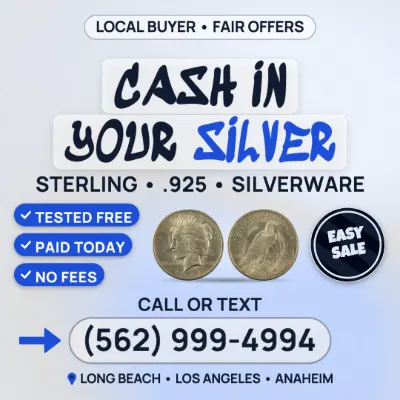 LOCAL BUYER • FAIR OFFERS
CASH IN
YOUR SILVER
STERLING • .925 • SILVERWARE
TESTED FREE
PAID TODAY
NO FEES
EASY
SALE
CALL OR TEXT
(562) 999-4994
LONG BEACH • LOS ANGELES • ANAHEIM